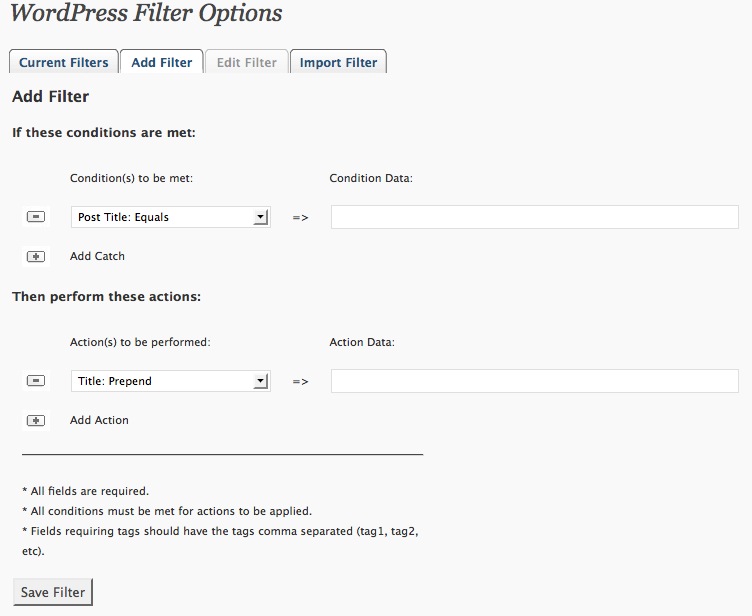 WordPress Filter Options
Current Filters Add Filter Edit Filter Import Filter
Add Filter
If these conditions are met:
Condition(s) to be met: Condition Data:
Post Title: Equals =>
Add Catch
Then perform these actions:
Action(s) to be performed: Action Data:
Title: Prepend =>
Add Action
* All fields are required.
* All conditions must be met for actions to be applied.
* Fields requiring tags should have the tags comma separated (tag1, tag2,
etc).
Save Filter